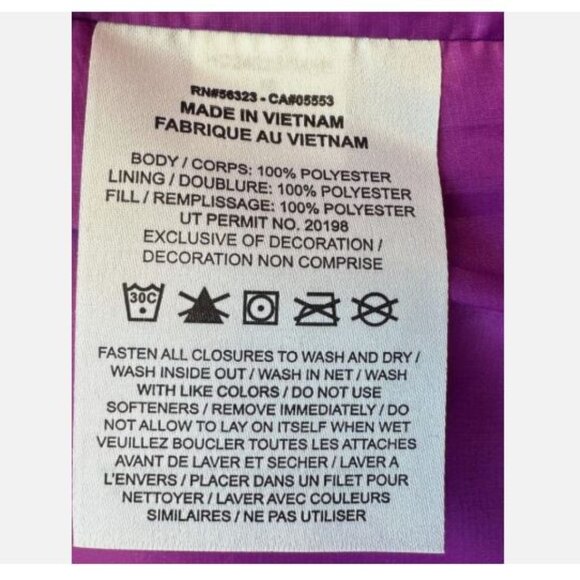 RN#56323 - CA#05553
MADE IN VIETNAM
FABRIQUE AU VIETNAM
BODY / CORPS: 100% POLYESTER
LINING / DOUBLURE: 100% POLYESTER
FILL / REMPLISSAGE: 100% POLYESTER
UT PERMIT NO. 20198
EXCLUSIVE OF DECORATION /
DECORATION NON COMPRISE
30C
FASTEN ALL CLOSURES TO WASH AND DRY /
WASH INSIDE OUT / WASH IN NET / WASH
WITH LIKE COLORS / DO NOT USE
SOFTENERS / REMOVE IMMEDIATELY / DO
NOT ALLOW TO LAY ON ITSELF WHEN WET
VEUILLEZ BOUCLER TOUTES LES ATTACHES
AVANT DE LAVER ET SECHER / LAVER A
L'ENVERS / PLACER DANS UN FILET POUR
NETTOYER / LAVER AVEC COULEURS
SIMILAIRES / NE PAS UTILISER